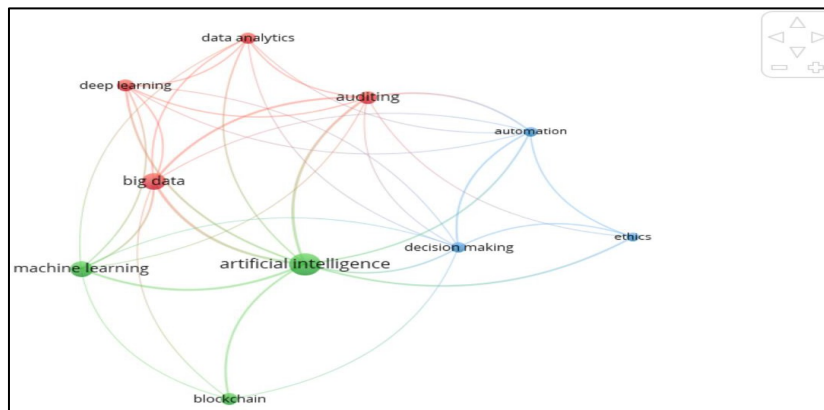 data analytics
deep learning
auditing
automation
big data
ethics
decision making
artificial intelligence
machine learning
blockchain